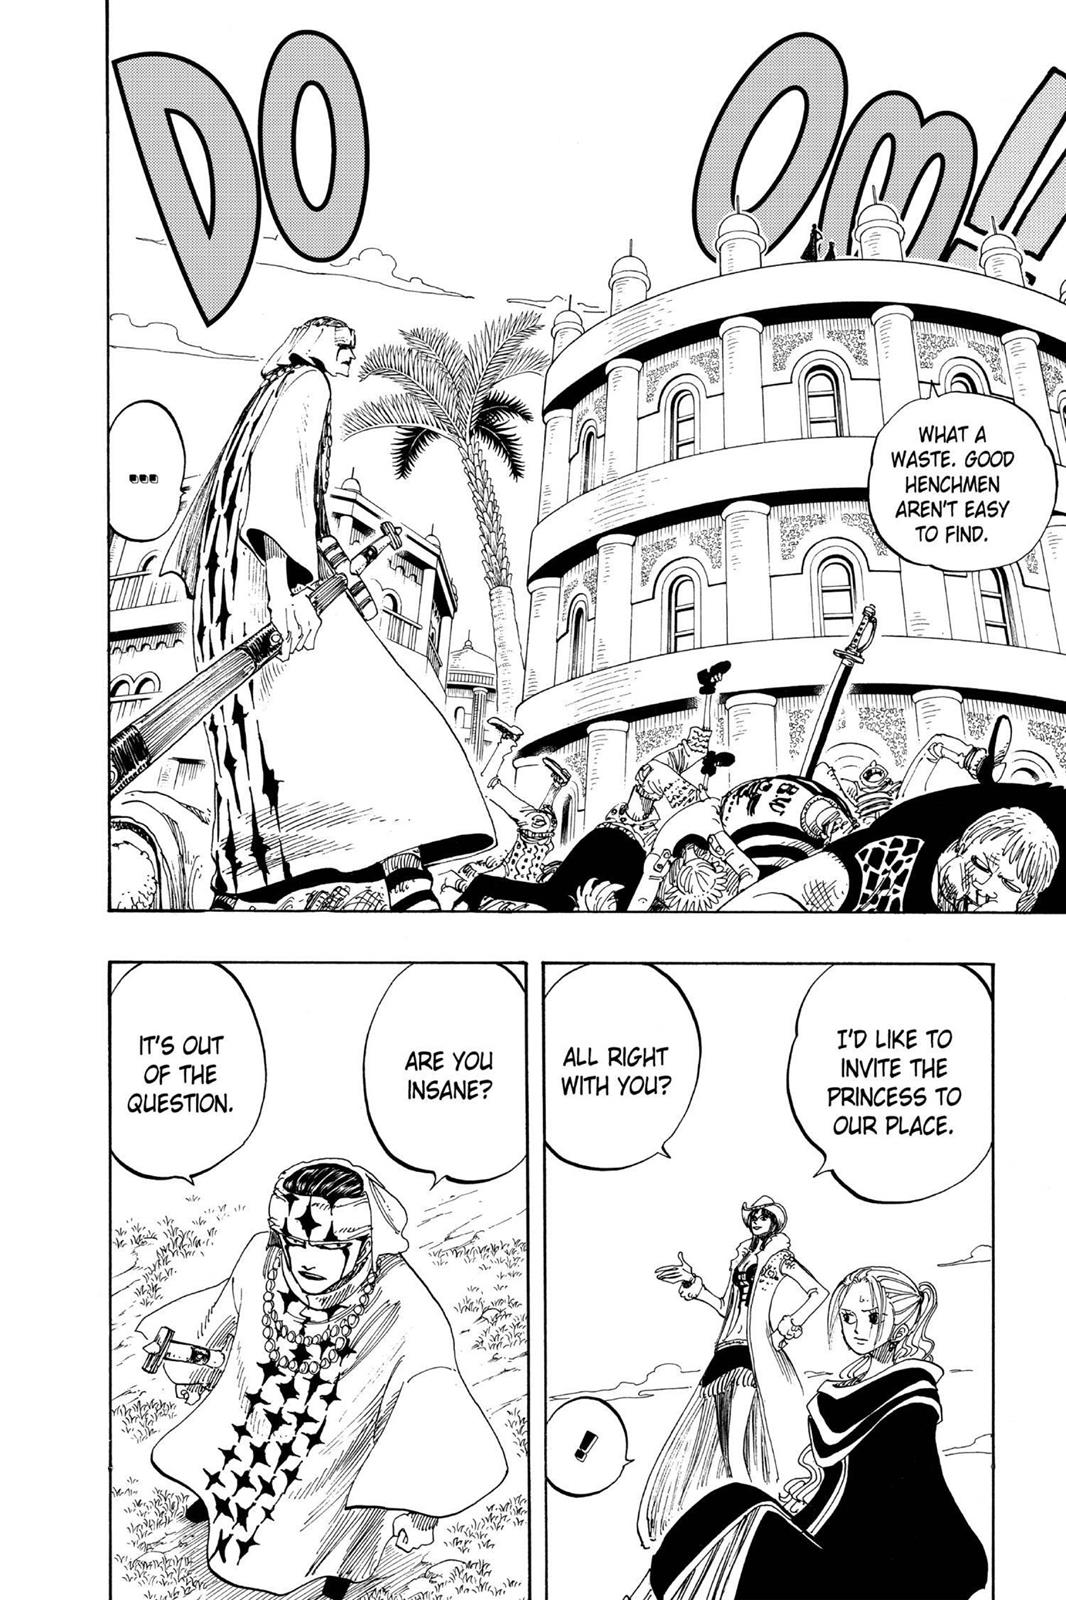 DO OM!!
WHAT A
WASTE. GOOD
HENCHMEN
AREN'T EASY
TO FIND.
...
I'D LIKE TO
INVITE THE
PRINCESS TO
OUR PLACE.
ALL RIGHT
WITH YOU?
!
ARE YOU
INSANE?
IT'S OUT
OF THE
QUESTION.
B.W